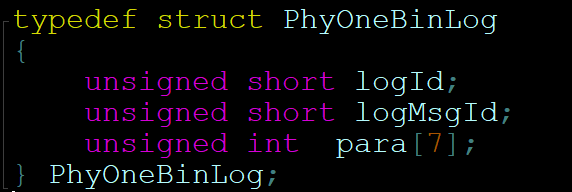 typedef struct PhyOneBinLog
{
    unsigned short logId;
    unsigned short logMsgId;
    unsigned int  para[7];
} PhyOneBinLog;